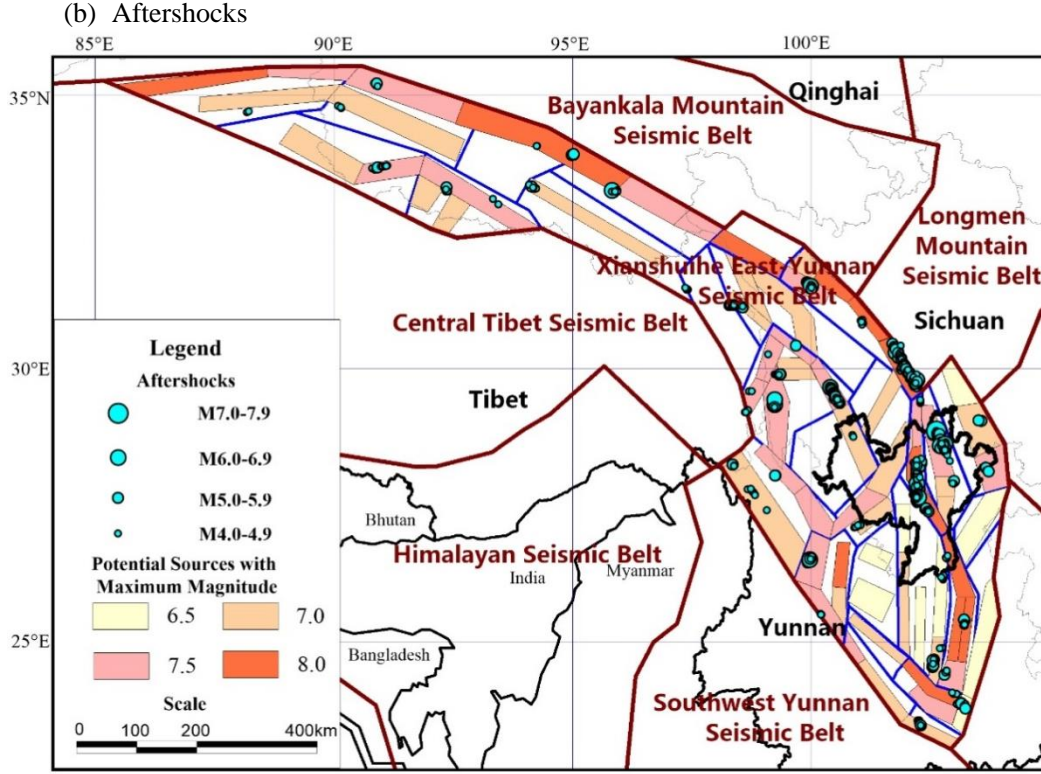 (b) Aftershocks
85°E 90°E 95°E 100°E
35°N
Qinghai
Bayankala Mountain
Seismic Belt
Longmen
Mountain
Seismic Belt
Xianshuihe East-Yunnan
Seismic Belt
Central Tibet Seismic Belt
Sichuan
30°N
Tibet
Legend
Aftershocks
M7.0-7.9
M6.0-6.9
M5.0-5.9
M4.0-4.9
Potential Sources with
Maximum Magnitude
6.5 7.0
7.5 8.0
Scale
0 100 200 400km
Bhutan
Himalayan Seismic Belt
India
Myanmar
Bangladesh
25°E
Yunnan
Southwest Yunnan
Seismic Belt